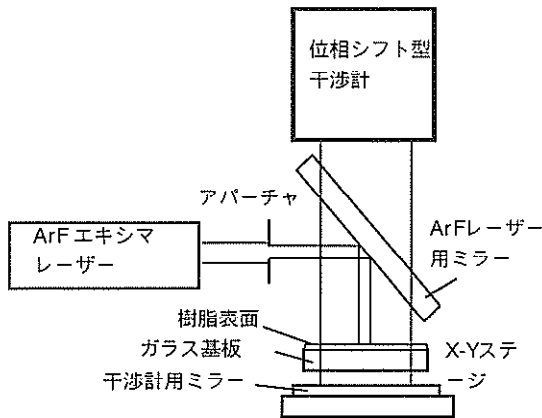 位相シフト型
干渉計
アパーチャ
ArFエキシマ
レーザー
ArFレーザー
用ミラー
樹脂表面
ガラス基板
干渉計用ミラー
X-Yステ
ージ